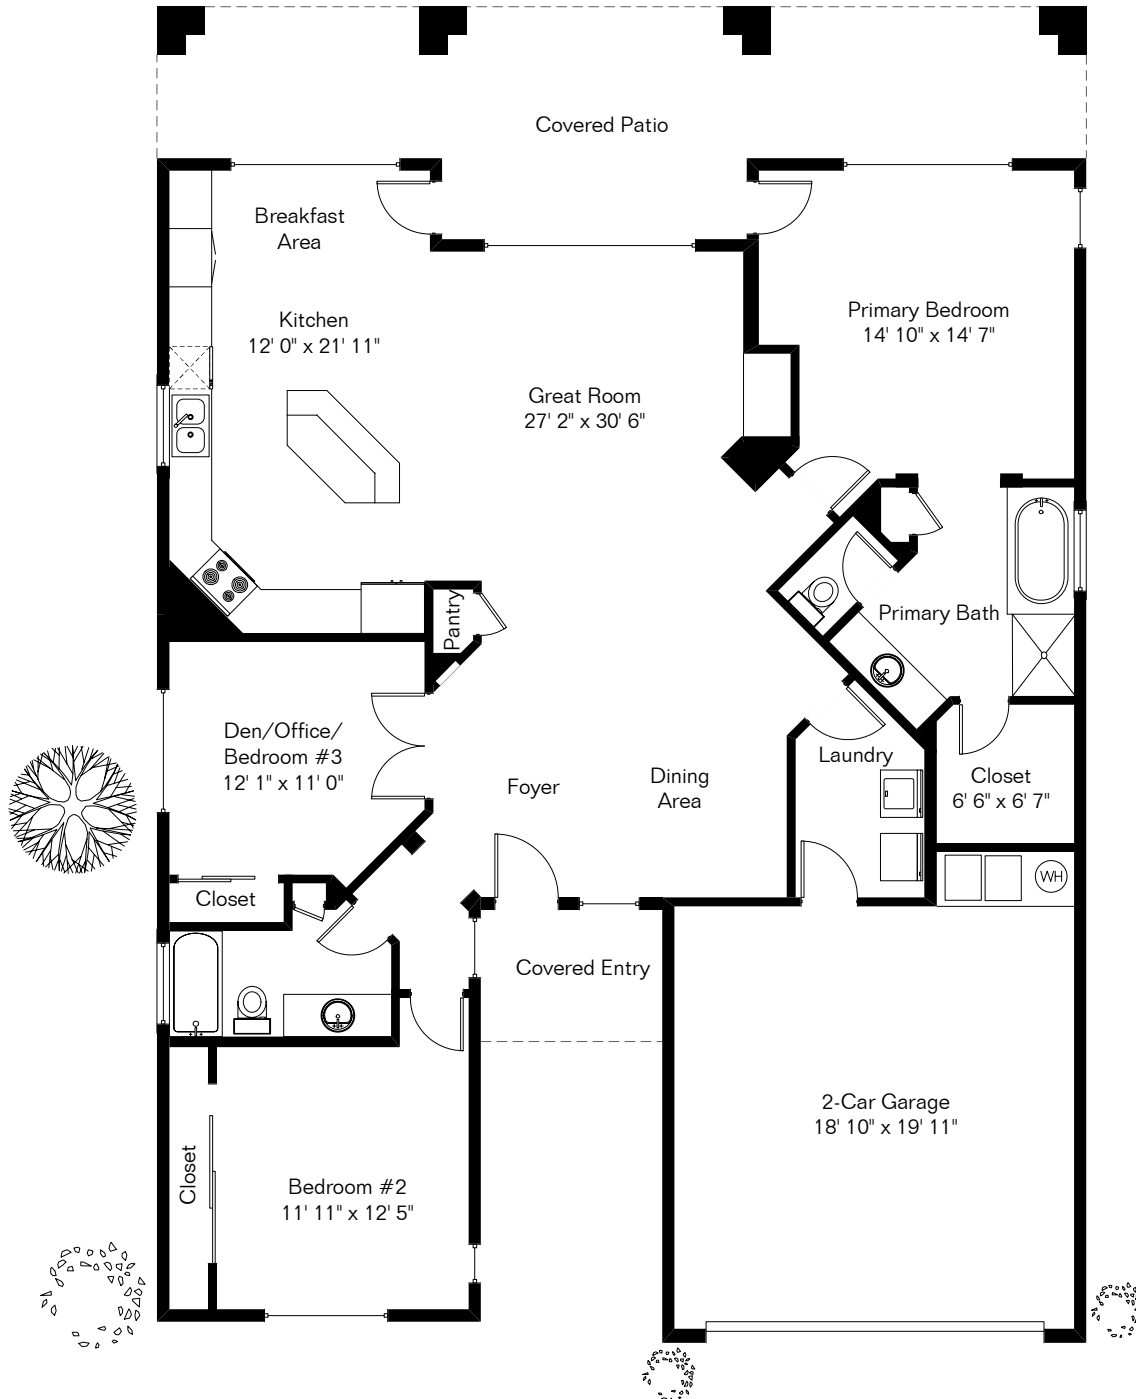 Covered Patio
Breakfast
Area
Kitchen
12' 0" x 21' 11"
Primary Bedroom
14' 10" x 14' 7"
Great Room
27' 2" x 30' 6"
Pantry
Primary Bath
Den/Office/
Bedroom #3
12' 1" x 11' 0"
Foyer
Dining
Area
Laundry
Closet
6' 6" x 6' 7"
WH
Closet
Covered Entry
2-Car Garage
18' 10" x 19' 11"
Closet
Bedroom #2
11' 11" x 12' 5"